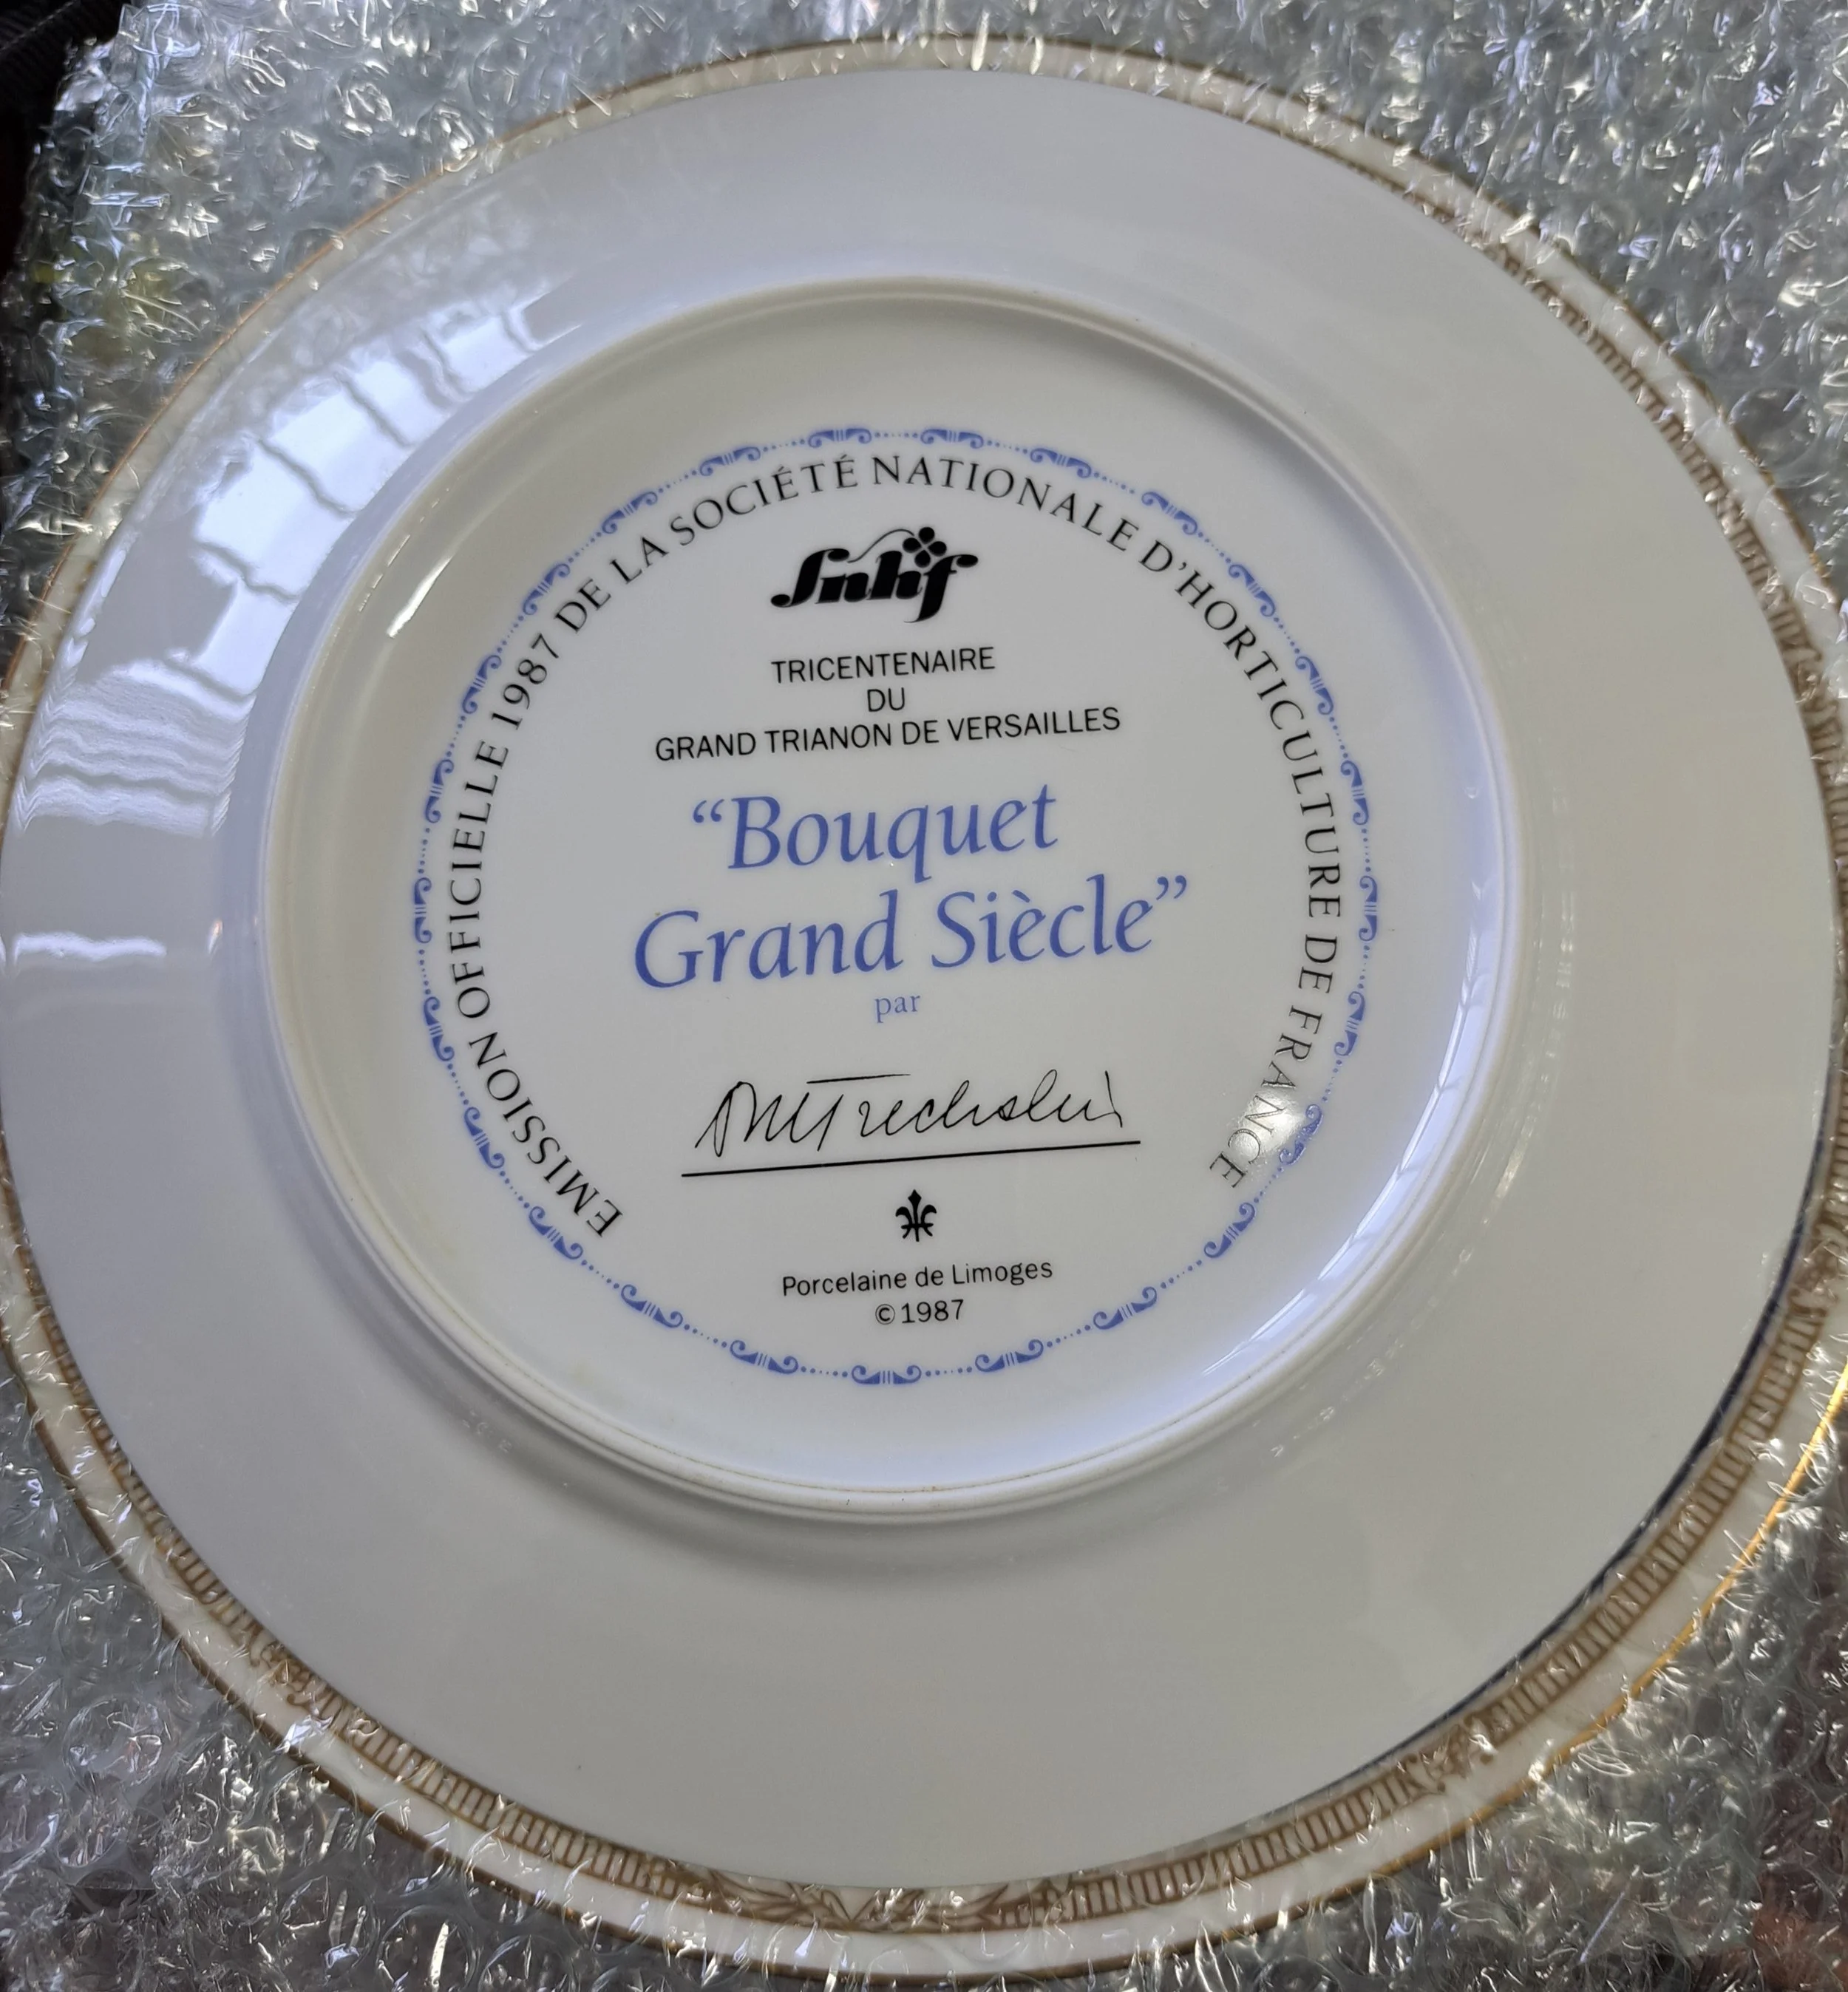 EMISSION OFFICIELLE 1987 DE LA SOCIÉTÉ NATIONALE D'HORTICULTURE DE FRANCE
Snhf
TRICENTENAIRE
DU
GRAND TRIANON DE VERSAILLES
“Bouquet
Grand Siècle”
par
Porcelaine de Limoges
©1987